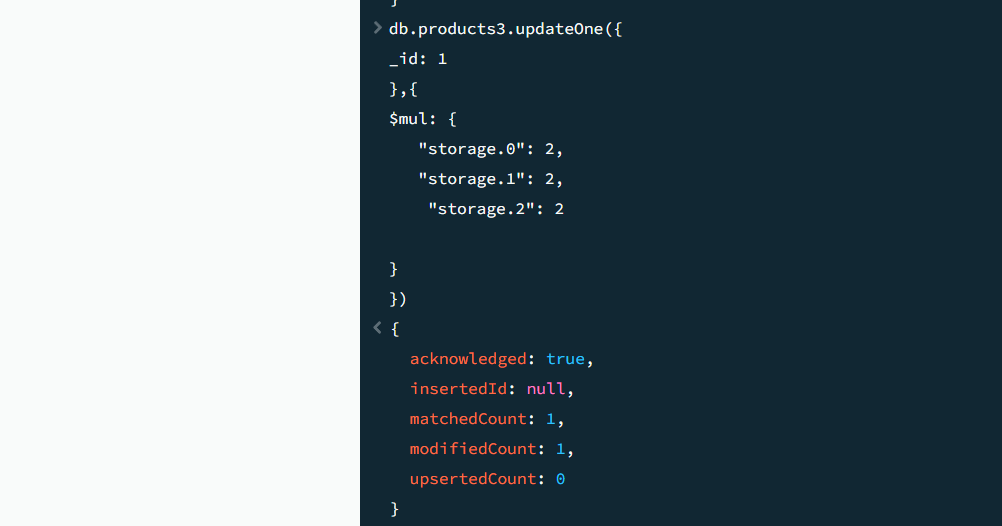 }
> db.products3.updateOne({
_id: 1
},{
$mul: {
"storage.0": 2,
"storage.1": 2,
"storage.2": 2
}
})
< {
acknowledged: true,
insertedId: null,
matchedCount: 1,
modifiedCount: 1,
upsertedCount: 0
}